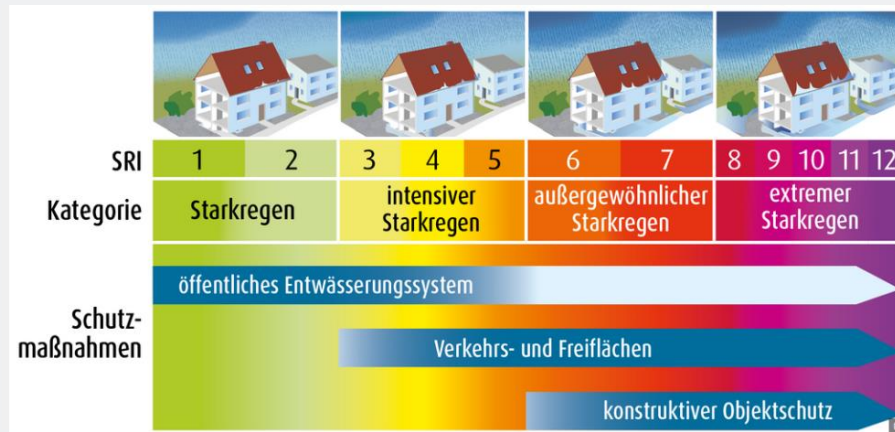 SRI 1 2 3 4 5 6 7 8 9 10 11 12
Kategorie
Starkregen
intensiver
Starkregen
außergewöhnlicher
Starkregen
extremer
Starkregen
Schutz-
maßnahmen
öffentliches Entwässerungssystem
Verkehrs- und Freiflächen
konstruktiver Objektschutz